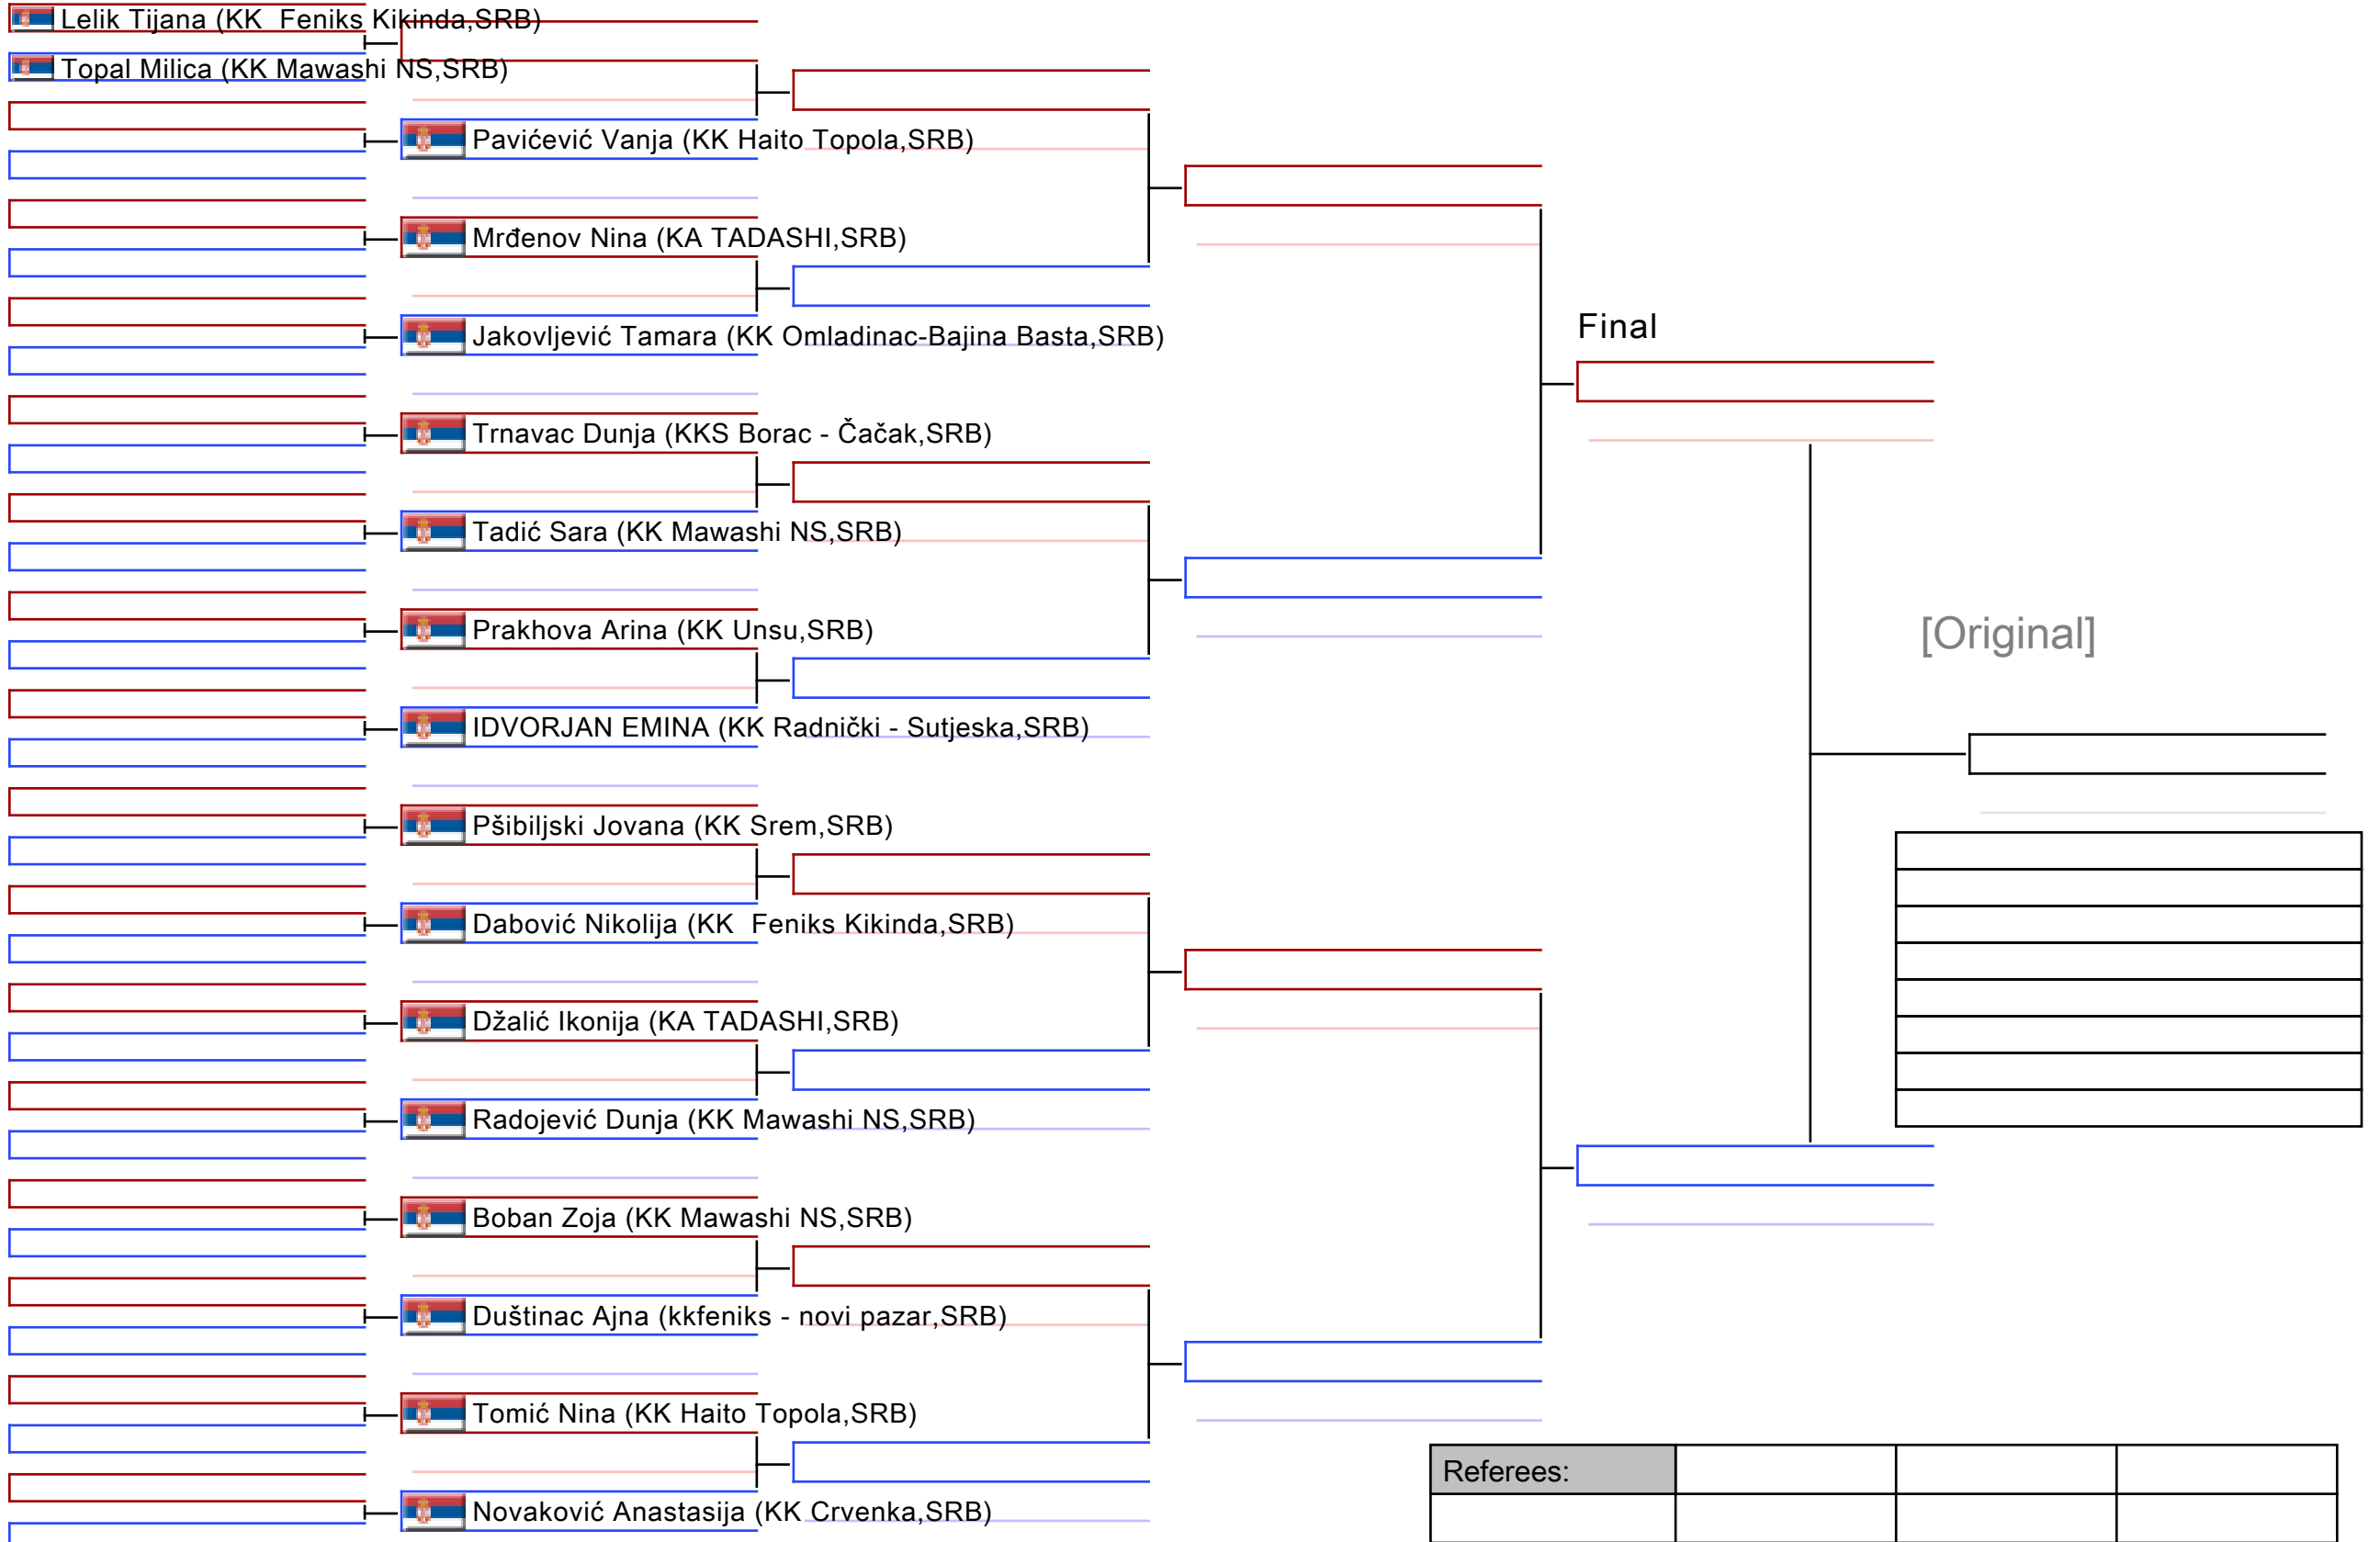 Lelik Tijana (KK  Feniks Kikinda,SRB)
Topal Milica (KK Mawashi NS,SRB)
Pavićević Vanja (KK Haito Topola,SRB)
Mrđenov Nina (KA TADASHI,SRB)
Jakovljević Tamara (KK Omladinac-Bajina Basta,SRB)
Final
Trnavac Dunja (KKS Borac - Čačak,SRB)
Tadić Sara (KK Mawashi NS,SRB)
Prakhova Arina (KK Unsu,SRB)
[Original]
IDVORJAN EMINA (KK Radnički - Sutjeska,SRB)
Pšibiljski Jovana (KK Srem,SRB)
Dabović Nikolija (KK  Feniks Kikinda,SRB)
Džalić Ikonija (KA TADASHI,SRB)
Radojević Dunja (KK Mawashi NS,SRB)
Boban Zoja (KK Mawashi NS,SRB)
Duštinac Ajna (kkfeniks - novi pazar,SRB)
Tomić Nina (KK Haito Topola,SRB)
Referees:
Novaković Anastasija (KK Crvenka,SRB)